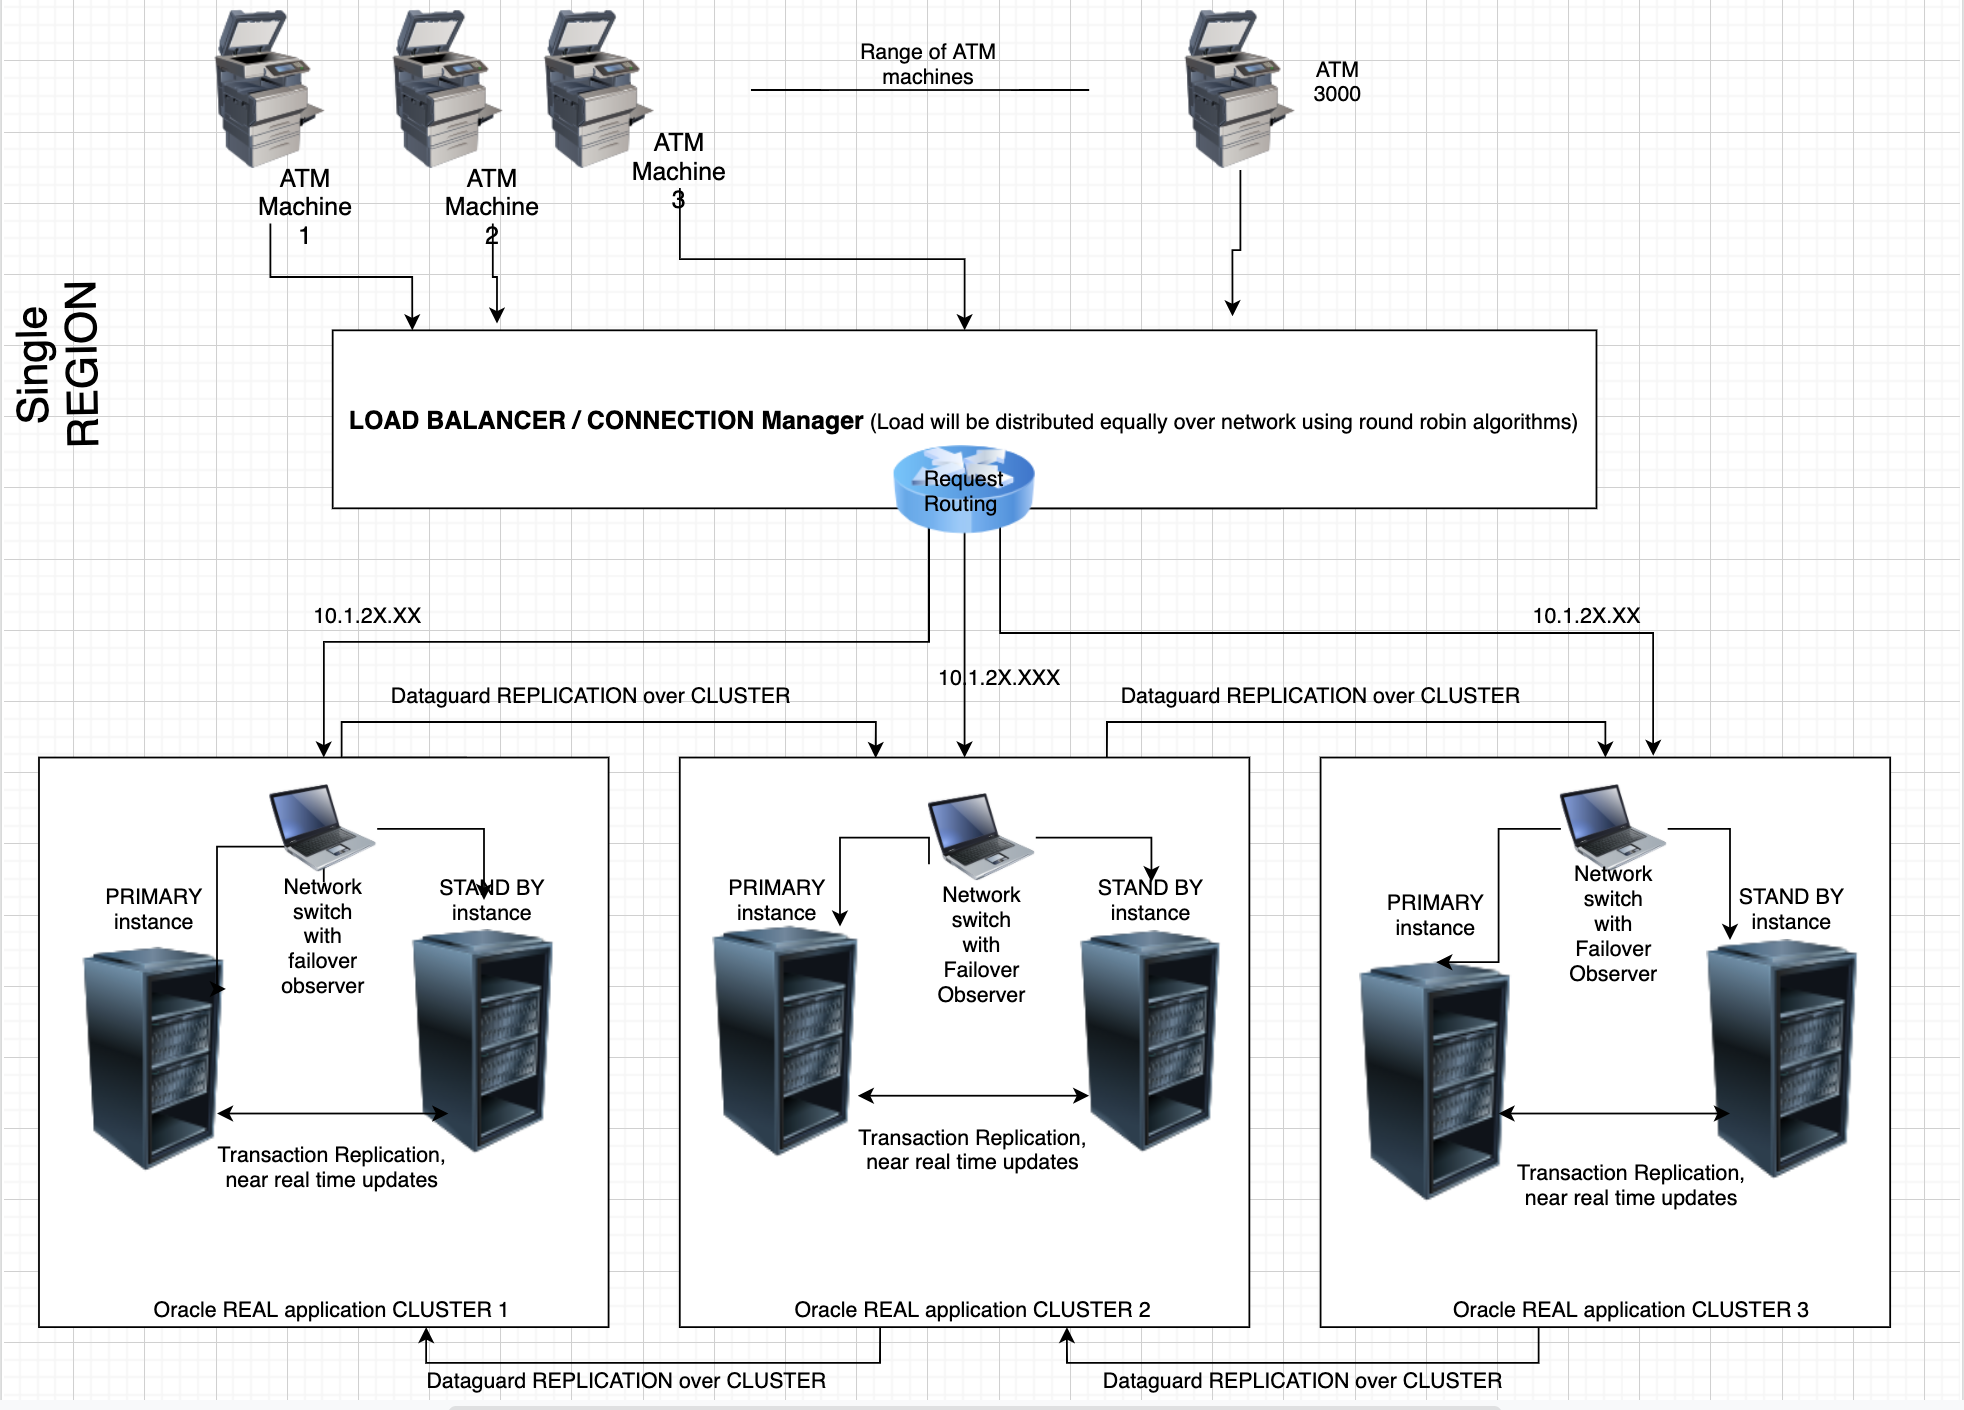 Range of ATM
machines
ATM
3000
ATM
Machine
1
ATM
Machine
2
ATM
Machine
3
Single
REGION
LOAD BALANCER / CONNECTION Manager (Load will be distributed equally over network using round robin algorithms)
Request
Routing
10.1.2X.XX
10.1.2X.XXX
10.1.2X.XX
Dataguard REPLICATION over CLUSTER
Dataguard REPLICATION over CLUSTER
PRIMARY
instance
Network
switch
with
failover
observer
STAND BY
instance
Transaction Replication,
near real time updates
Oracle REAL application CLUSTER 1
PRIMARY
instance
Network
switch
with
Failover
Observer
STAND BY
instance
Transaction Replication,
near real time updates
Oracle REAL application CLUSTER 2
PRIMARY
instance
Network
switch
with
Failover
Observer
STAND BY
instance
Transaction Replication,
near real time updates
Oracle REAL application CLUSTER 3
Dataguard REPLICATION over CLUSTER
Dataguard REPLICATION over CLUSTER